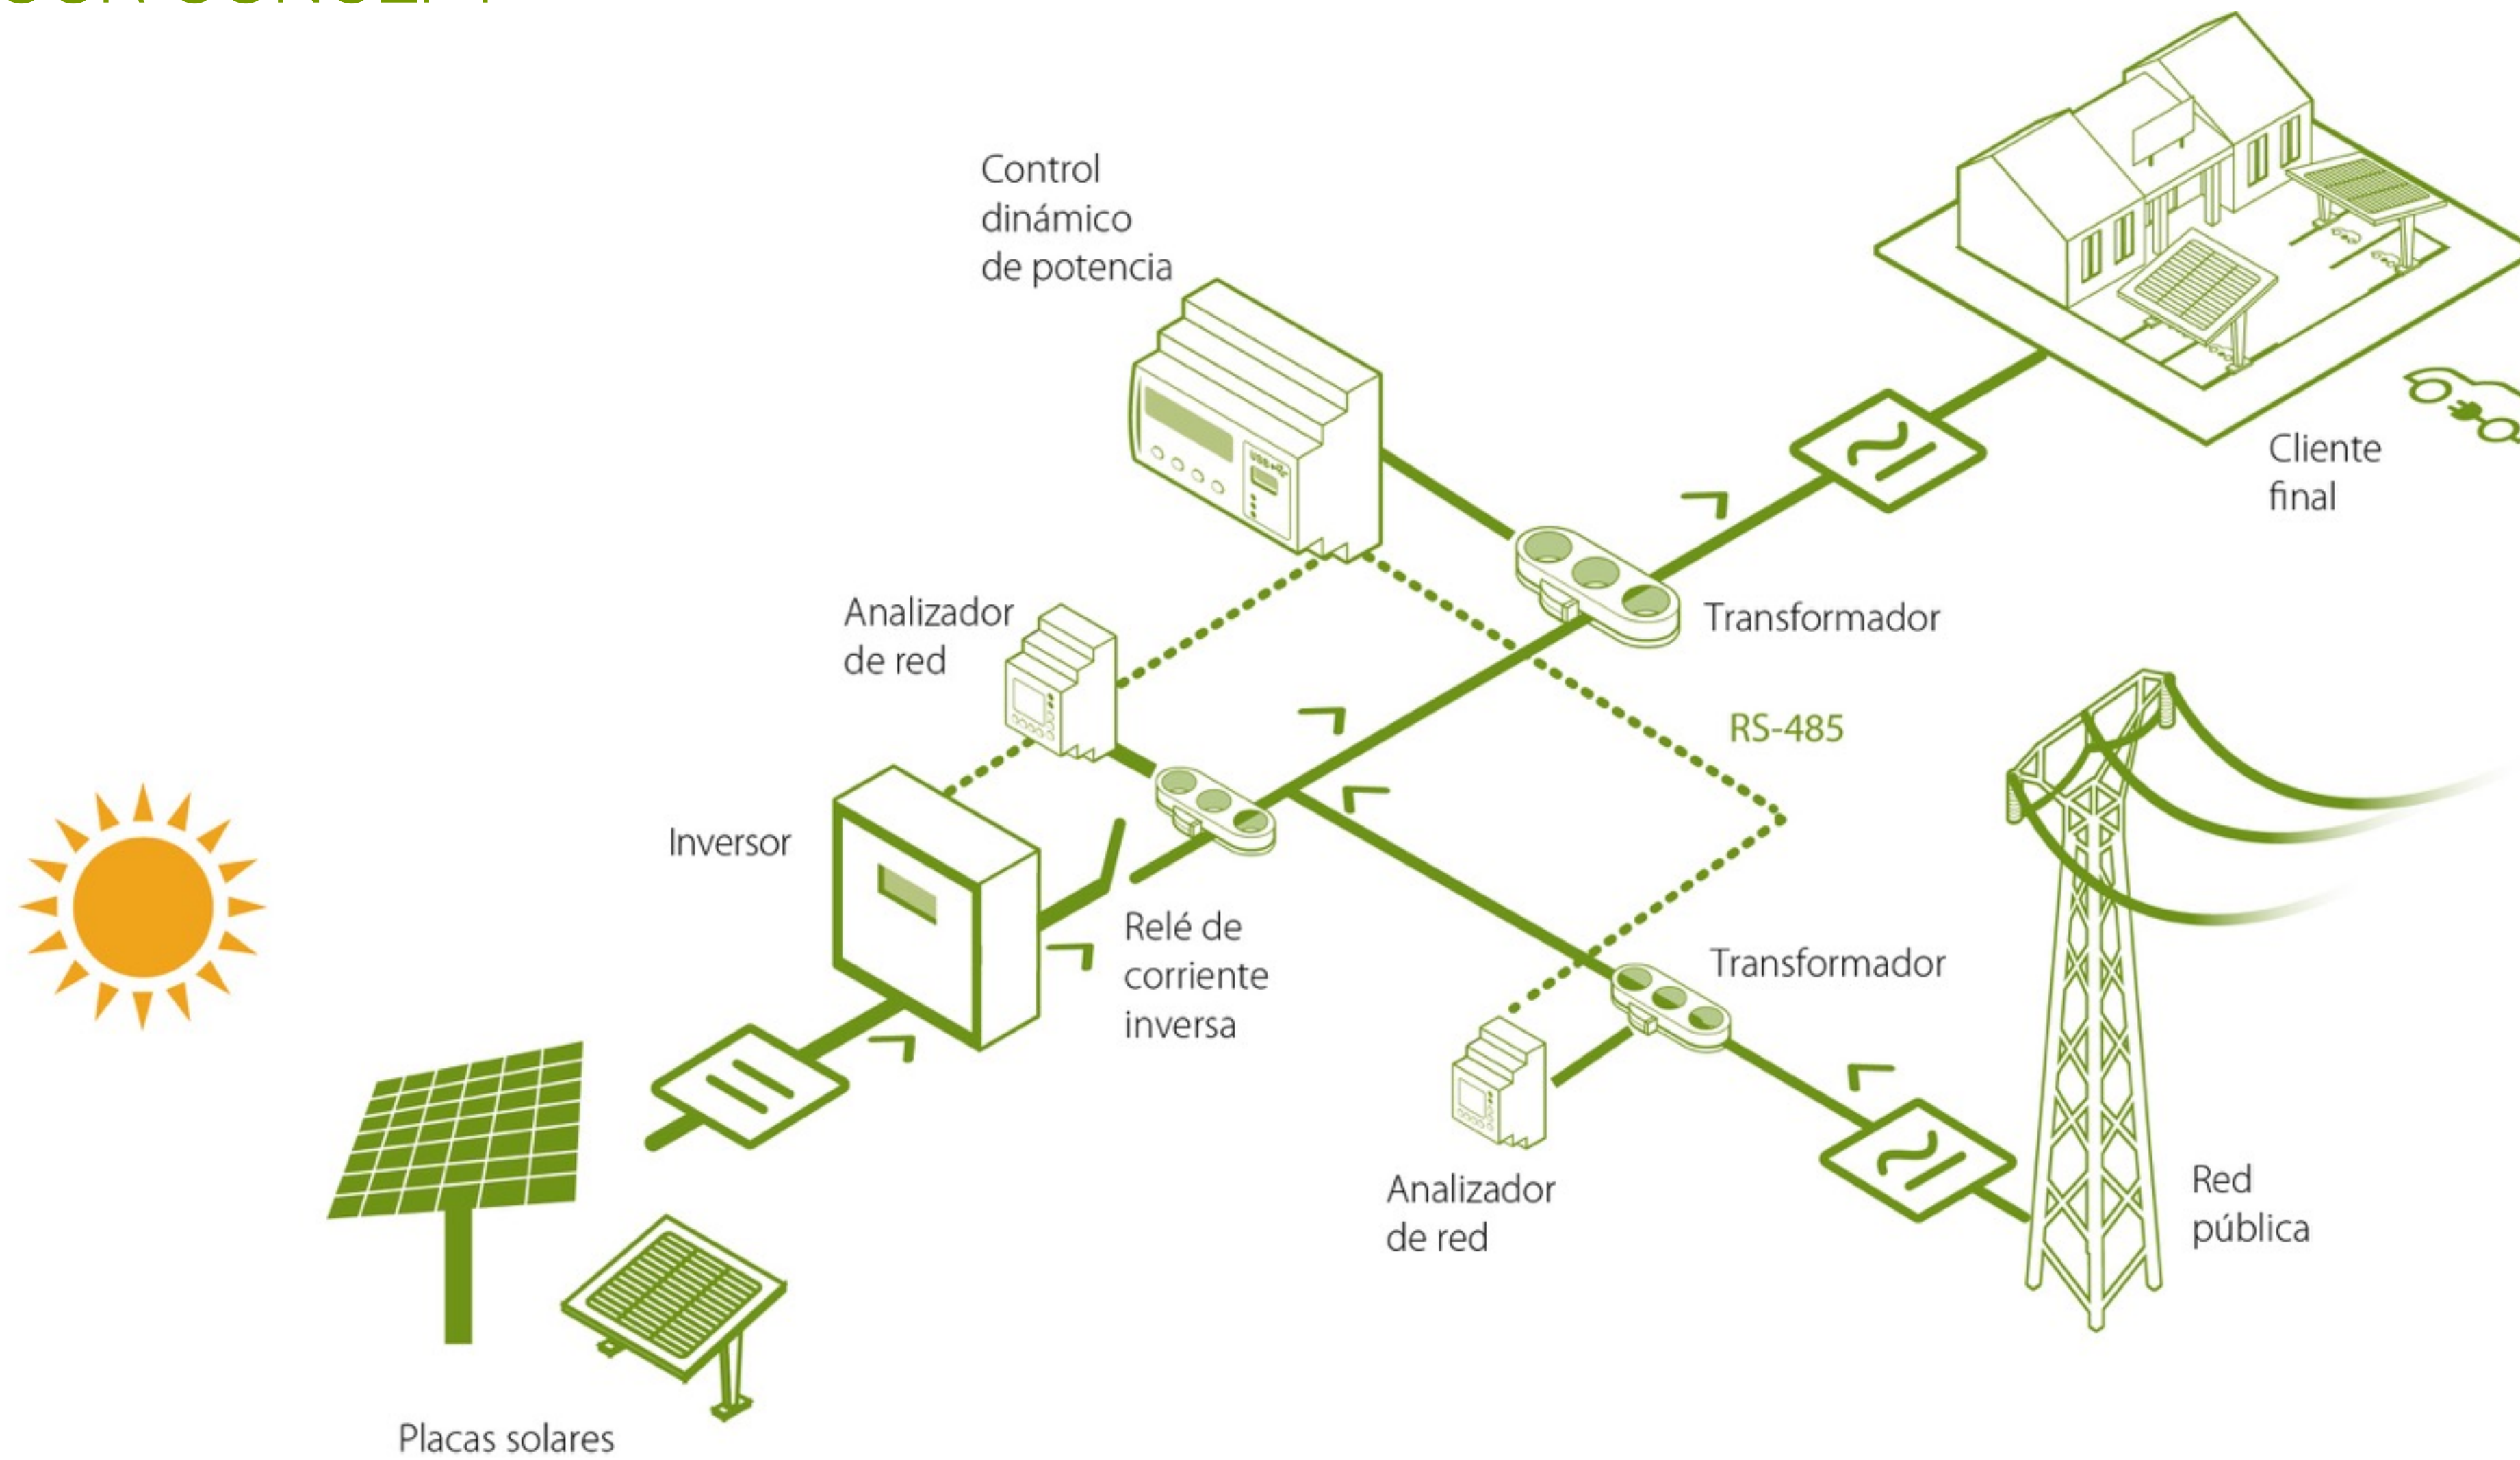 Control
dinámico
de potencia
Cliente
final
Analizador
de red
Transformador
RS-485
Inversor
Relé de
corriente
inversa
Transformador
Analizador
de red
Red
pública
Placas solares